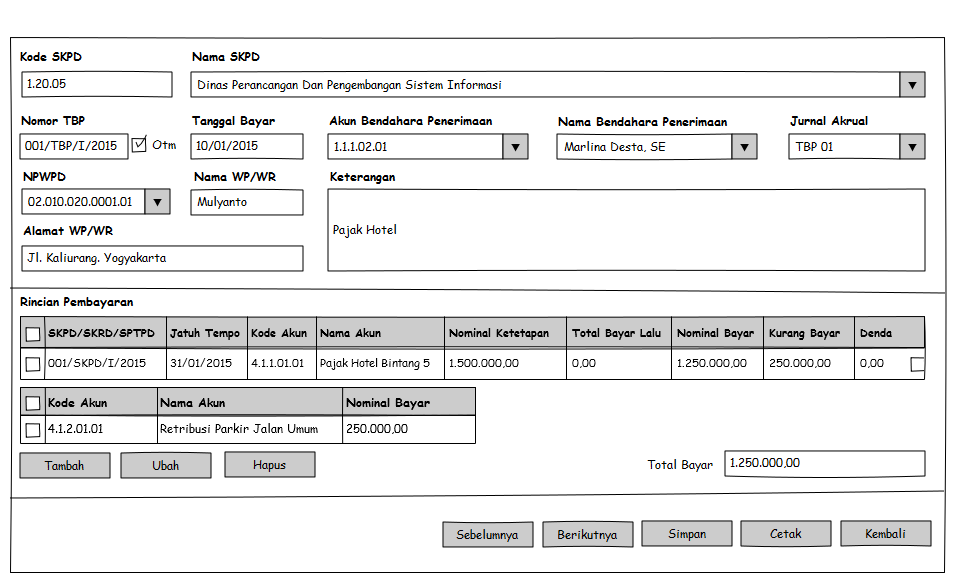 Kode SKPD Nama SKPD
1.20.05 Dinas Perancangan Dan Pengembangan Sistem Informasi
Nomor TBP Tanggal Bayar Akun Bendahara Penerimaan Nama Bendahara Penerimaan Jurnal Akrual
001/TBP/I/2015 Otm 10/01/2015 1.1.1.02.01 Marlina Desta, SE TBP 01
NPWPD Nama WP/WR Keterangan
02.010.020.0001.01 Mulyanto
Pajak Hotel
Alamat WP/WR
Jl. Kaliurang. Yogyakarta
Rincian Pembayaran
SKPD/SKRD/SPTPD Jatuh Tempo Kode Akun Nama Akun Nominal Ketetapan Total Bayar Lalu Nominal Bayar Kurang Bayar Denda
001/SKPD/I/2015 31/01/2015 4.1.1.01.01 Pajak Hotel Bintang 5 1.500.000,00 0,00 1.250.000,00 250.000,00 0,00
Kode Akun Nama Akun Nominal Bayar
4.1.2.01.01 Retribusi Parkir Jalan Umum 250.000,00
Tambah Ubah Hapus Total Bayar 1.250.000,00
Sebelumnya Berikutnya Simpan Cetak Kembali